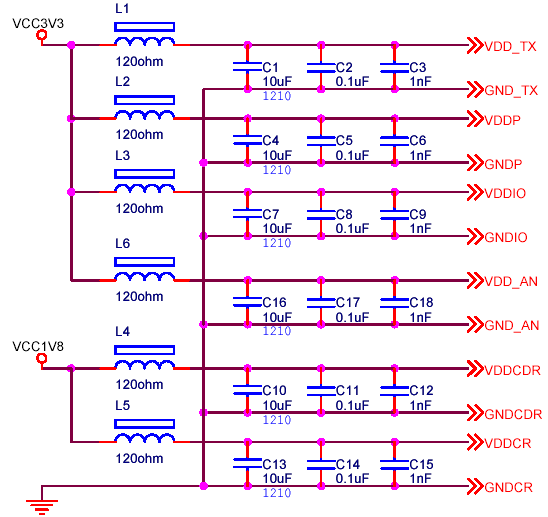 L1
VCC3V3
VDD_TX
120ohm
C1 C2 C3
10uF 0.1uF 1nF
1210
L2
GND_TX
VDDP
120ohm
C4 C5 C6
10uF 0.1uF 1nF
1210
L3
GNDP
VDDIO
120ohm
C7 C8 C9
10uF 0.1uF 1nF
1210
L6
GNDIO
VDD_AN
120ohm
C16 C17 C18
10uF 0.1uF 1nF
1210
L4
GND_AN
VCC1V8
VDDCDR
120ohm
C10 C11 C12
10uF 0.1uF 1nF
1210
L5
GNDCDR
VDDCR
120ohm
C13 C14 C15
10uF 0.1uF 1nF
1210
GNDCR